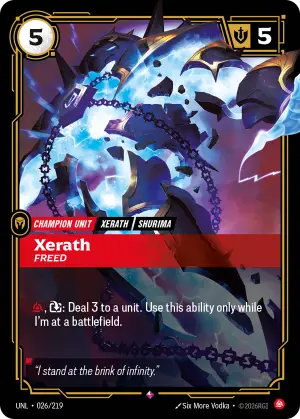 5
5
CHAMPION UNIT XERATH SHURIMA
Xerath
FREED
, : Deal 3 to a unit. Use this ability only while
I'm at a battlefield.
"I stand at the brink of infinity."
UNL • 026/219 Six More Vodka • ©2026RGI